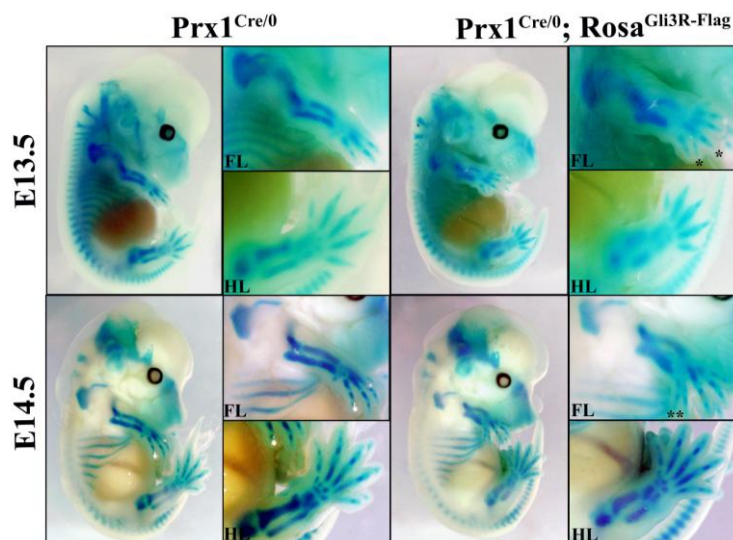 Prx1Cre/0 Prx1Cre/0; RosaGli3R-Flag
E13.5
FL FL * *
HL HL
E14.5
FL FL **
HL HL